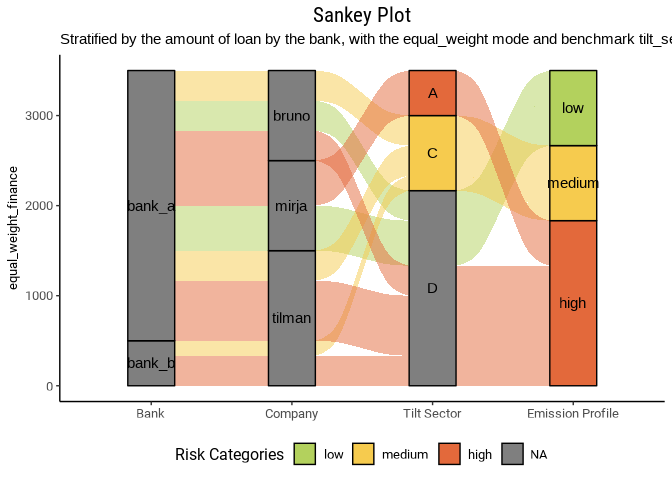 Sankey Plot
Stratified by the amount of loan by the bank, with the equal_weight mode and benchmark tilt_se
equal_weight_finance
3000
2000
1000
0
bank_a
bank_b
bruno
mirja
tilman
A
C
D
low
medium
high
Bank
Company
Tilt Sector
Emission Profile
Risk Categories
low
medium
high
NA